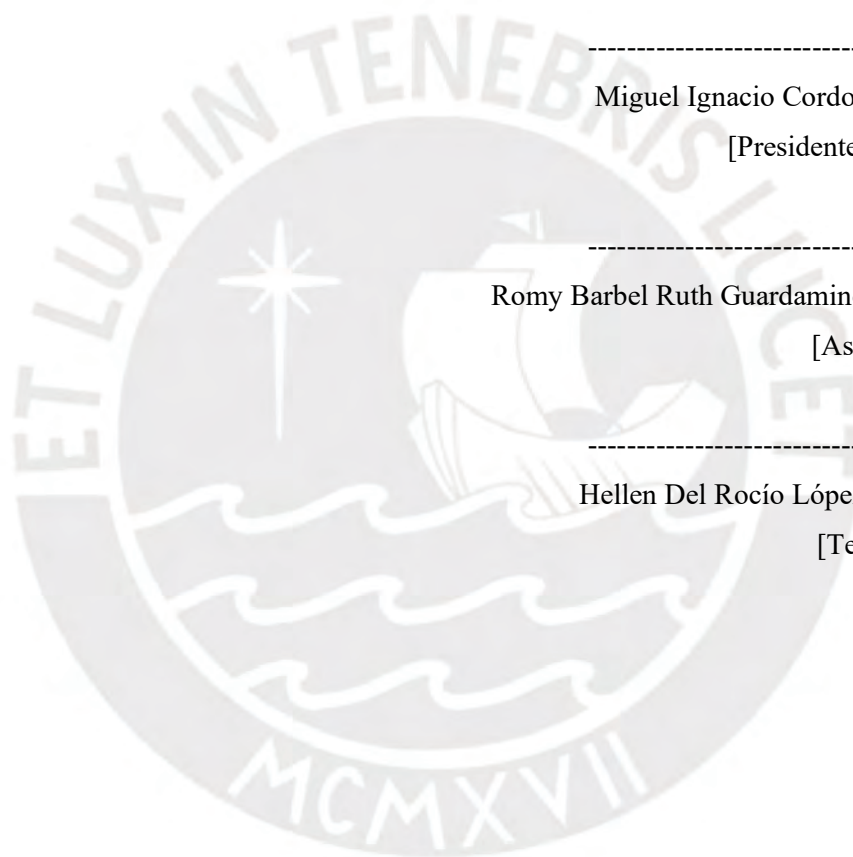 --------------------------
Miguel Ignacio Cordo
[Presidente
--------------------------
Romy Barbel Ruth Guardamin
[As
--------------------------
Hellen Del Rocío Lópe
[Te
ET LUX IN TENEBRIS LUCET
MCMXVII